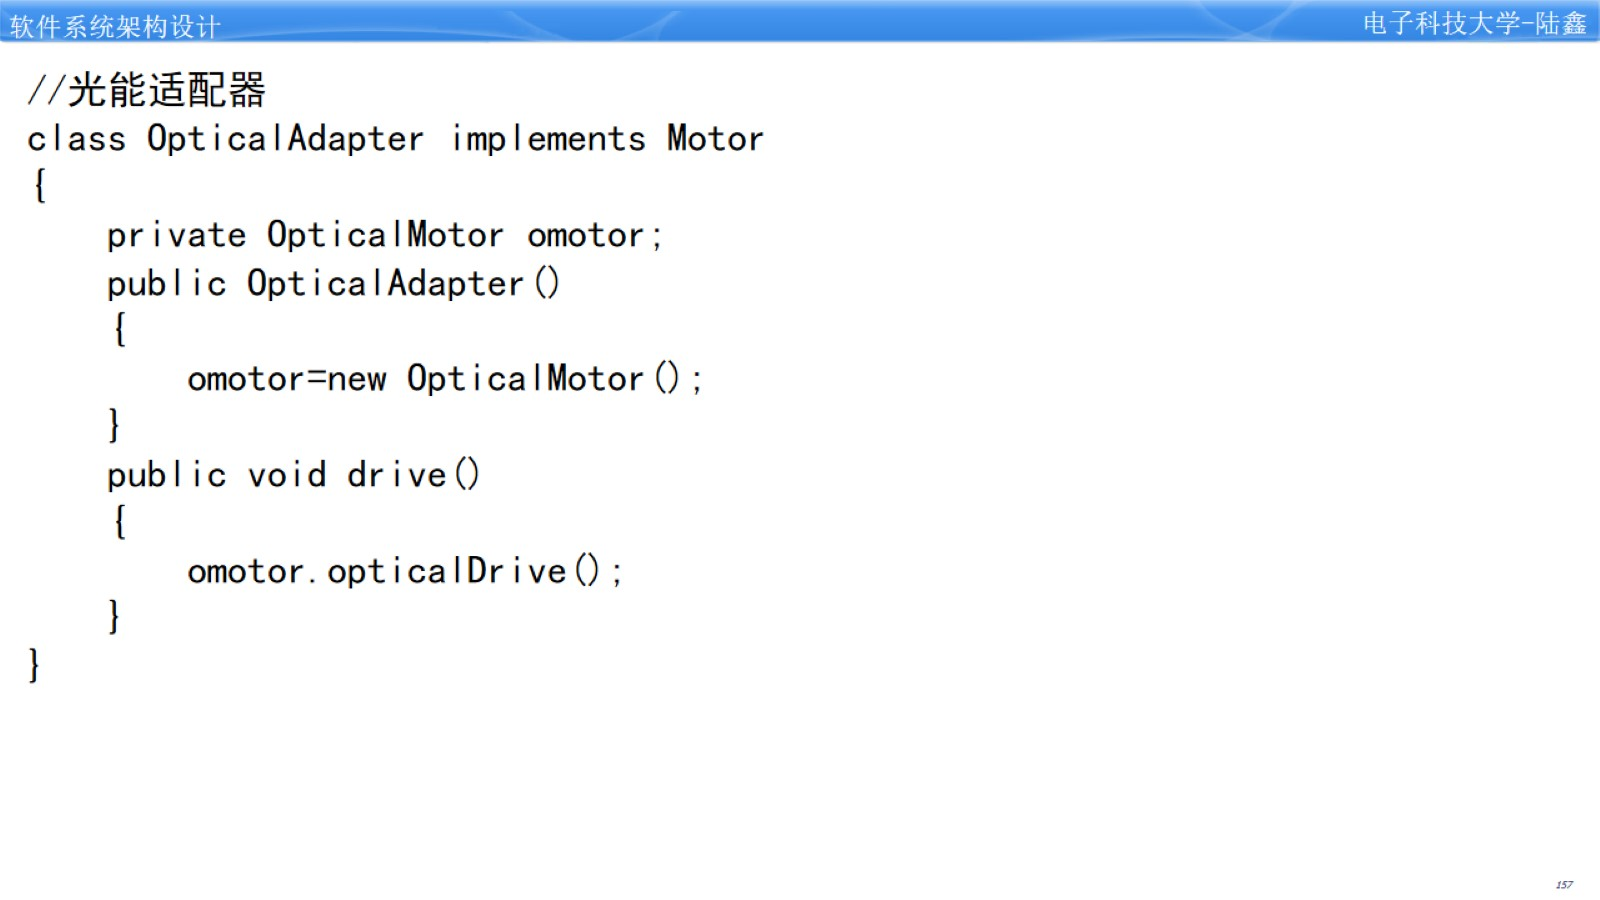 软件系统架构设计
电子科技大学-陆鑫
//光能适配器
class OpticalAdapter implements Motor
{
    private OpticalMotor omotor;
    public OpticalAdapter()
    {
        omotor=new OpticalMotor();
    }
    public void drive()
    {
        omotor.opticalDrive();
    }
}
157